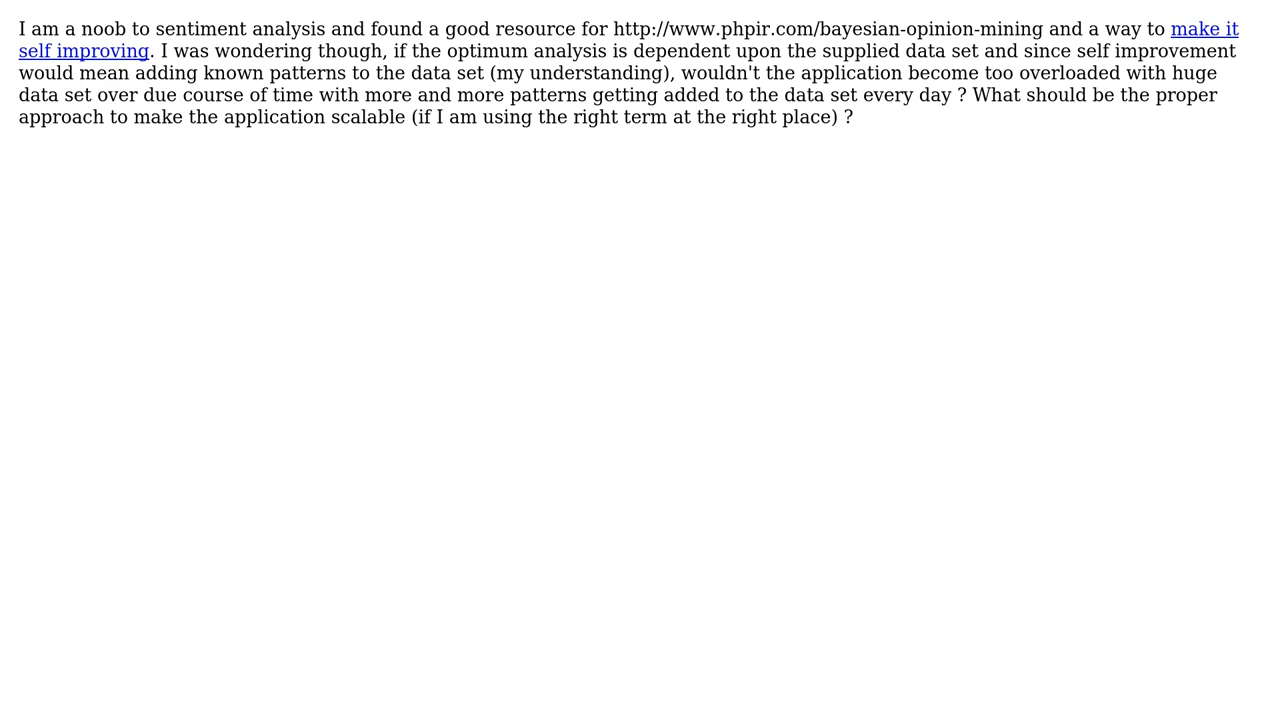 I am a noob to sentiment analysis and found a good resource for http://www.phpir.com/bayesian-opinion-mining and a way to make it
self improving. I was wondering though, if the optimum analysis is dependent upon the supplied data set and since self improvement
would mean adding known patterns to the data set (my understanding), wouldn't the application become too overloaded with huge
data set over due course of time with more and more patterns getting added to the data set every day ? What should be the proper
approach to make the application scalable (if I am using the right term at the right place) ?